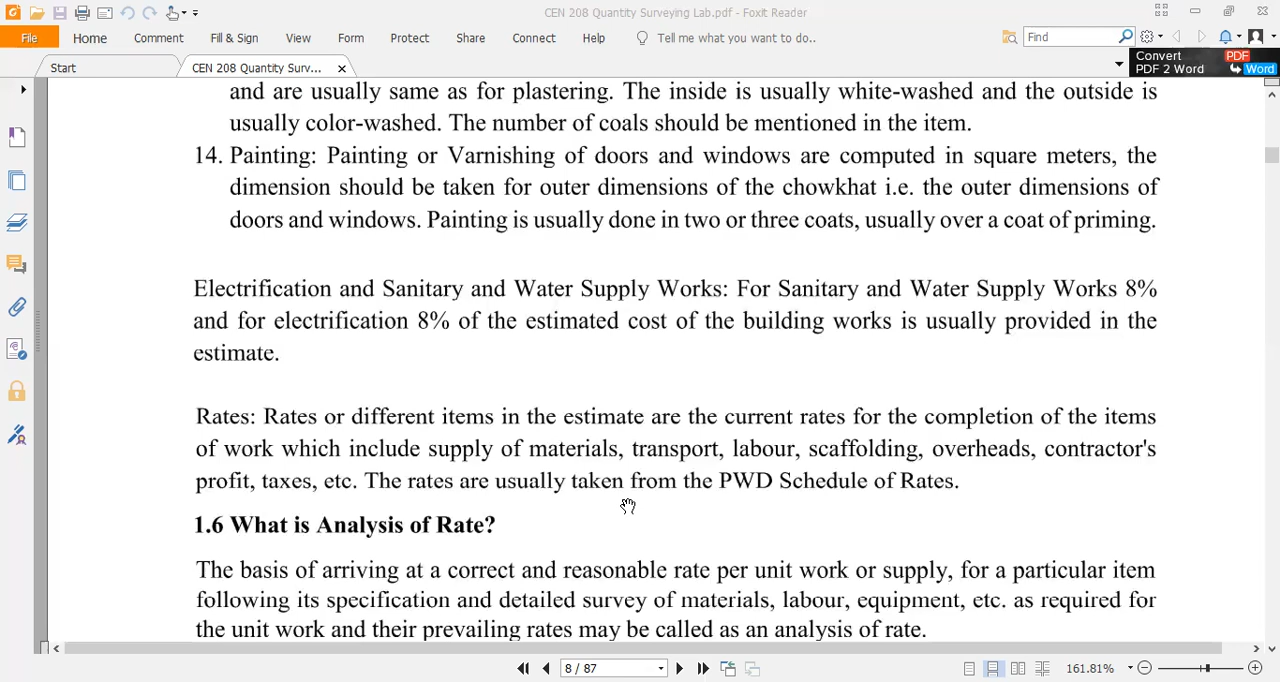 CEN 208 Quantity Surveying Lab.pdf - Foxit Reader
File Home Comment Fill & Sign View Form Protect Share Connect Help Tell me what you want to do.. Find
Start CEN 208 Quantity Surv...
Convert PDF
PDF 2 Word Word
and are usually same as for plastering. The inside is usually white-washed and the outside is
usually color-washed. The number of coals should be mentioned in the item.
14. Painting: Painting or Varnishing of doors and windows are computed in square meters, the
dimension should be taken for outer dimensions of the chowkhat i.e. the outer dimensions of
doors and windows. Painting is usually done in two or three coats, usually over a coat of priming.
Electrification and Sanitary and Water Supply Works: For Sanitary and Water Supply Works 8%
and for electrification 8% of the estimated cost of the building works is usually provided in the
estimate.
Rates: Rates or different items in the estimate are the current rates for the completion of the items
of work which include supply of materials, transport, labour, scaffolding, overheads, contractor's
profit, taxes, etc. The rates are usually taken from the PWD Schedule of Rates.
1.6 What is Analysis of Rate?
The basis of arriving at a correct and reasonable rate per unit work or supply, for a particular item
following its specification and detailed survey of materials, labour, equipment, etc. as required for
the unit work and their prevailing rates may be called as an analysis of rate.
8 / 87
161.81%